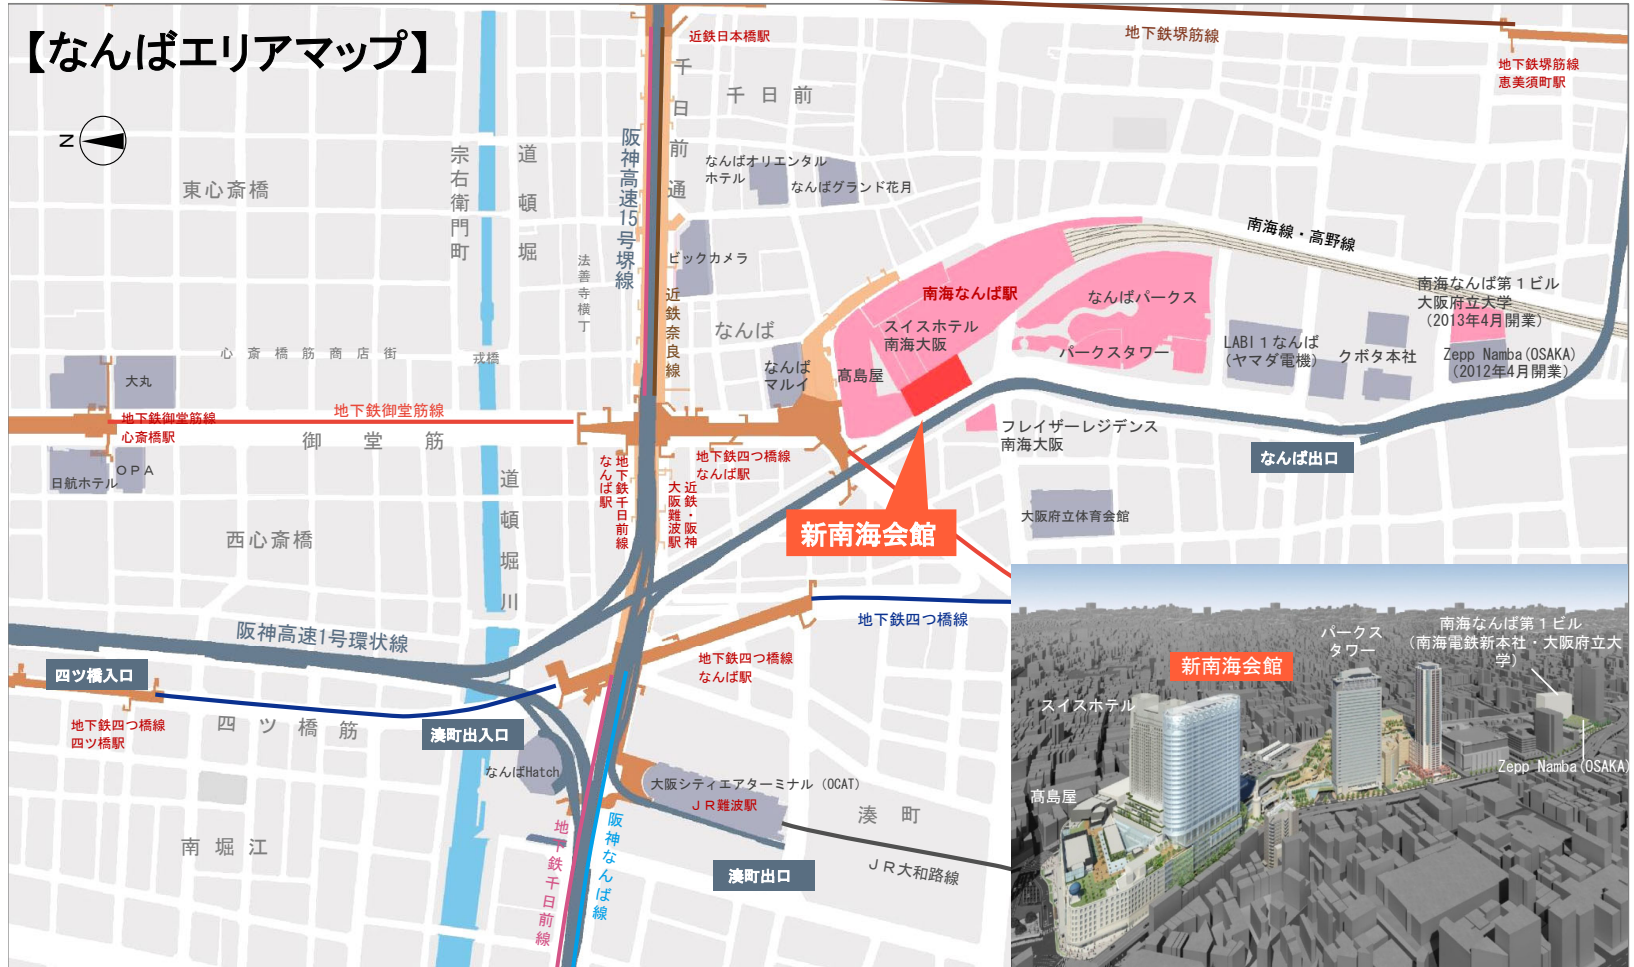 【なんばエリアマップ】
N
近鉄日本橋駅
地下鉄堺筋線
地下鉄堺筋線
恵美須町駅
千日前
千日前通
阪神高速15号堺線
宗右衛門町
道頓堀
東心斎橋
なんばオリエンタル
ホテル
なんばグランド花月
法善寺横丁
ビックカメラ
近鉄奈良線
なんば
南海線・高野線
南海なんば駅
なんばパークス
スイスホテル
南海大阪
パークスタワー
南海なんば第１ビル
大阪府立大学
（2013年4月開業）
LABI１なんば
（ヤマダ電機）
クボタ本社
Zepp Namba(OSAKA)
（2012年4月開業）
心斎橋筋商店街
戎橋
大丸
なんば
マルイ
髙島屋
地下鉄御堂筋線
心斎橋駅
地下鉄御堂筋線
御堂筋
フレイザーレジデンス
南海大阪
なんば出口
ＯＰＡ
日航ホテル
地下鉄四つ橋線
なんば駅
地下鉄千日前線
なんば駅
近鉄・阪神
大阪難波駅
道頓堀川
新南海会館
大阪府立体育会館
西心斎橋
阪神高速1号環状線
地下鉄四つ橋線
四ツ橋入口
地下鉄四つ橋線
なんば駅
地下鉄四つ橋線
四ツ橋駅
四ツ橋筋
湊町出入口
なんばHatch
大阪シティエアターミナル（OCAT）
ＪＲ難波駅
湊町
南堀江
地下鉄千日前線
阪神なんば線
湊町出口
ＪＲ大和路線
南海なんば第１ビル
（南海電鉄新本社・大阪府立大
学）
パークス
タワー
新南海会館
スイスホテル
Zepp Namba(OSAKA)
髙島屋